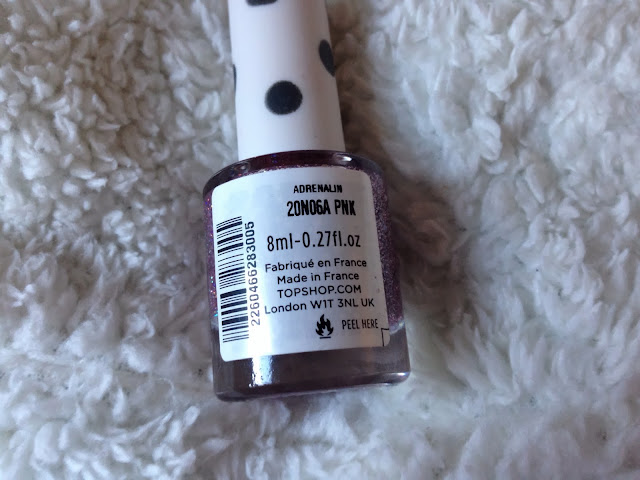 ADRENALIN
20N06A PNK
8ml-0.27fl.oz
Fabriqué en France
Made in France
TOPSHOP.COM
London W1T 3NL UK
PEEL HERE
2260466283005